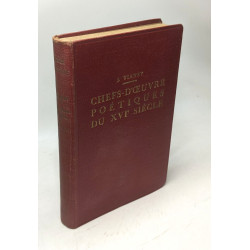 CHEFS-D'ŒUVRE
POÉTIQUES
DU XVIᵉ SIÈCLE